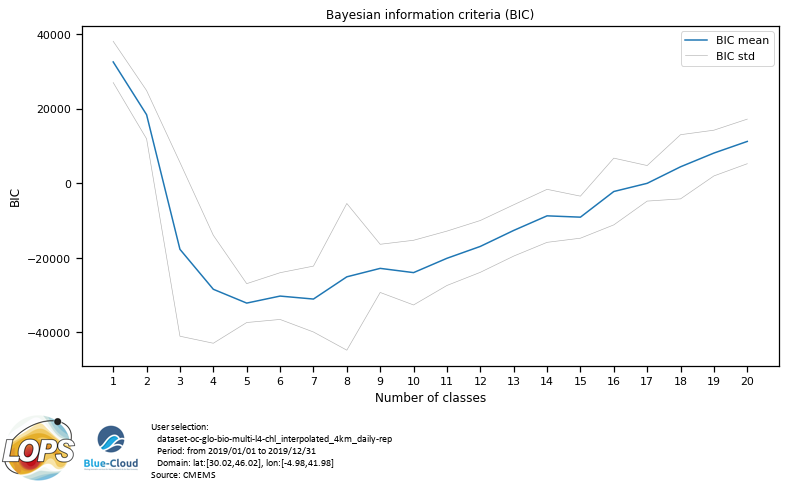 Bayesian information criteria (BIC)
BIC mean
BIC std
40000
20000
0
−20000
−40000
BIC
1 2 3 4 5 6 7 8 9 10 11 12 13 14 15 16 17 18 19 20
Number of classes
LOPS
Blue-Cloud
User selection:
dataset-oc-glo-bio-multi-l4-chl_interpolated_4km_daily-rep
Period: from 2019/01/01 to 2019/12/31
Domain: lat:[30.02,46.02], lon:[-4.98,41.98]
Source: CMEMS